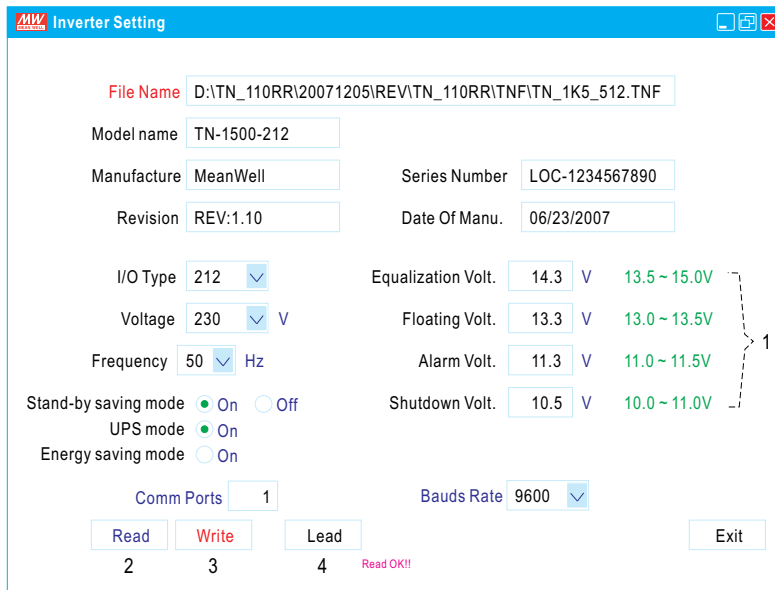 MW MEAN WELL Inverter Setting
File Name D:\TN_110RR\20071205\REV\TN_110RR\TNF\TN_1K5_512.TNF
Model name TN-1500-212
Manufacture MeanWell Series Number LOC-1234567890
Revision REV:1.10 Date Of Manu. 06/23/2007
I/O Type 212 Equalization Volt. 14.3 V 13.5 ~ 15.0V
Voltage 230 V Floating Volt. 13.3 V 13.0 ~ 13.5V
1
Frequency 50 Hz Alarm Volt. 11.3 V 11.0 ~ 11.5V
Stand-by saving mode On Off Shutdown Volt. 10.5 V 10.0 ~ 11.0V
UPS mode On
Energy saving mode On
Comm Ports 1 Bauds Rate 9600
Read Write Lead Exit
2 3 4 Read OK!!